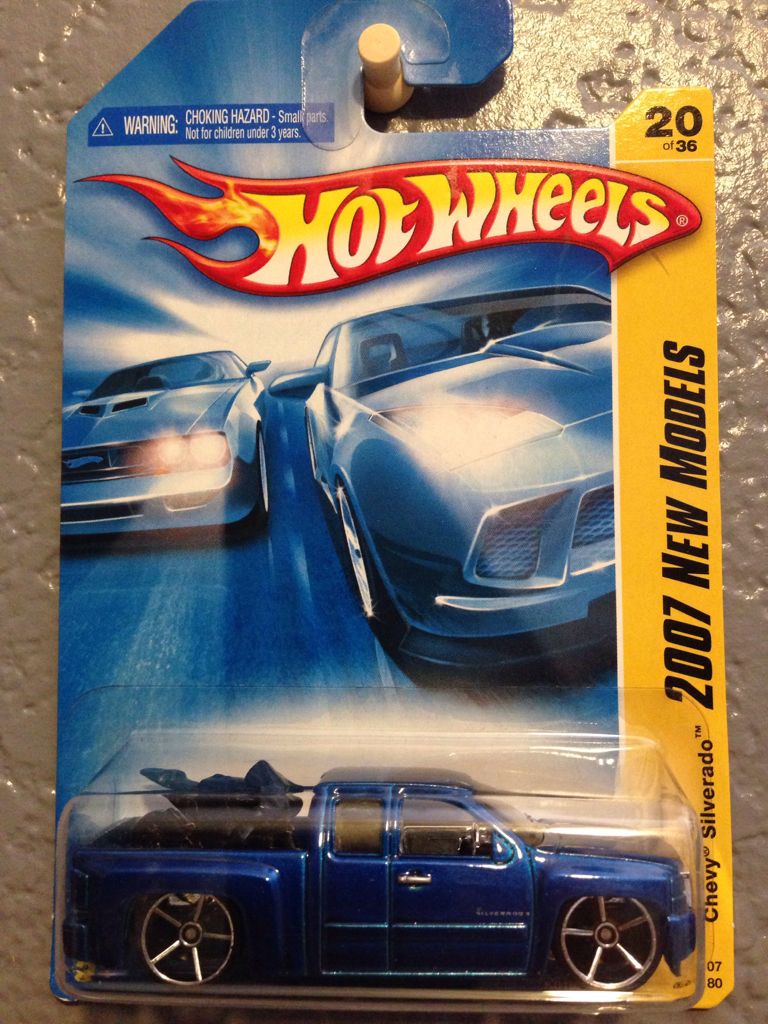 WARNING: CHOKING HAZARD - Small parts.
Not for children under 3 years.
20
of 36
HOT WHEELS ®
2007 NEW MODELS
Chevy® Silverado™
07
80
SILVERADO